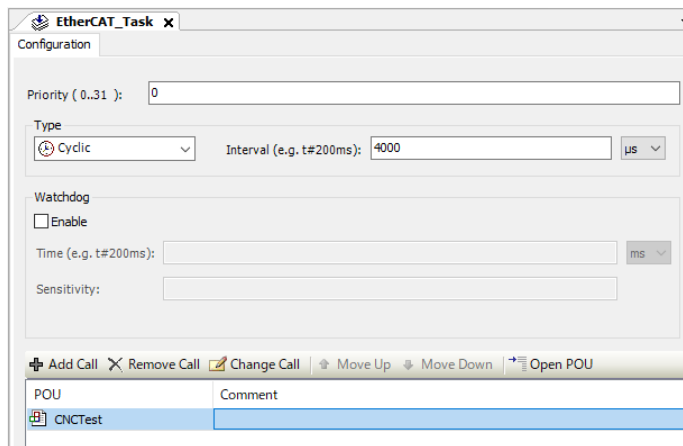 EtherCAT_Task
Configuration
Priority ( 0..31 ): 0
Type
Cyclic Interval (e.g. t#200ms): 4000 µs
Watchdog
Enable
Time (e.g. t#200ms): ms
Sensitivity:
Add Call Remove Call Change Call Move Up Move Down Open POU
POU Comment
CNCTest